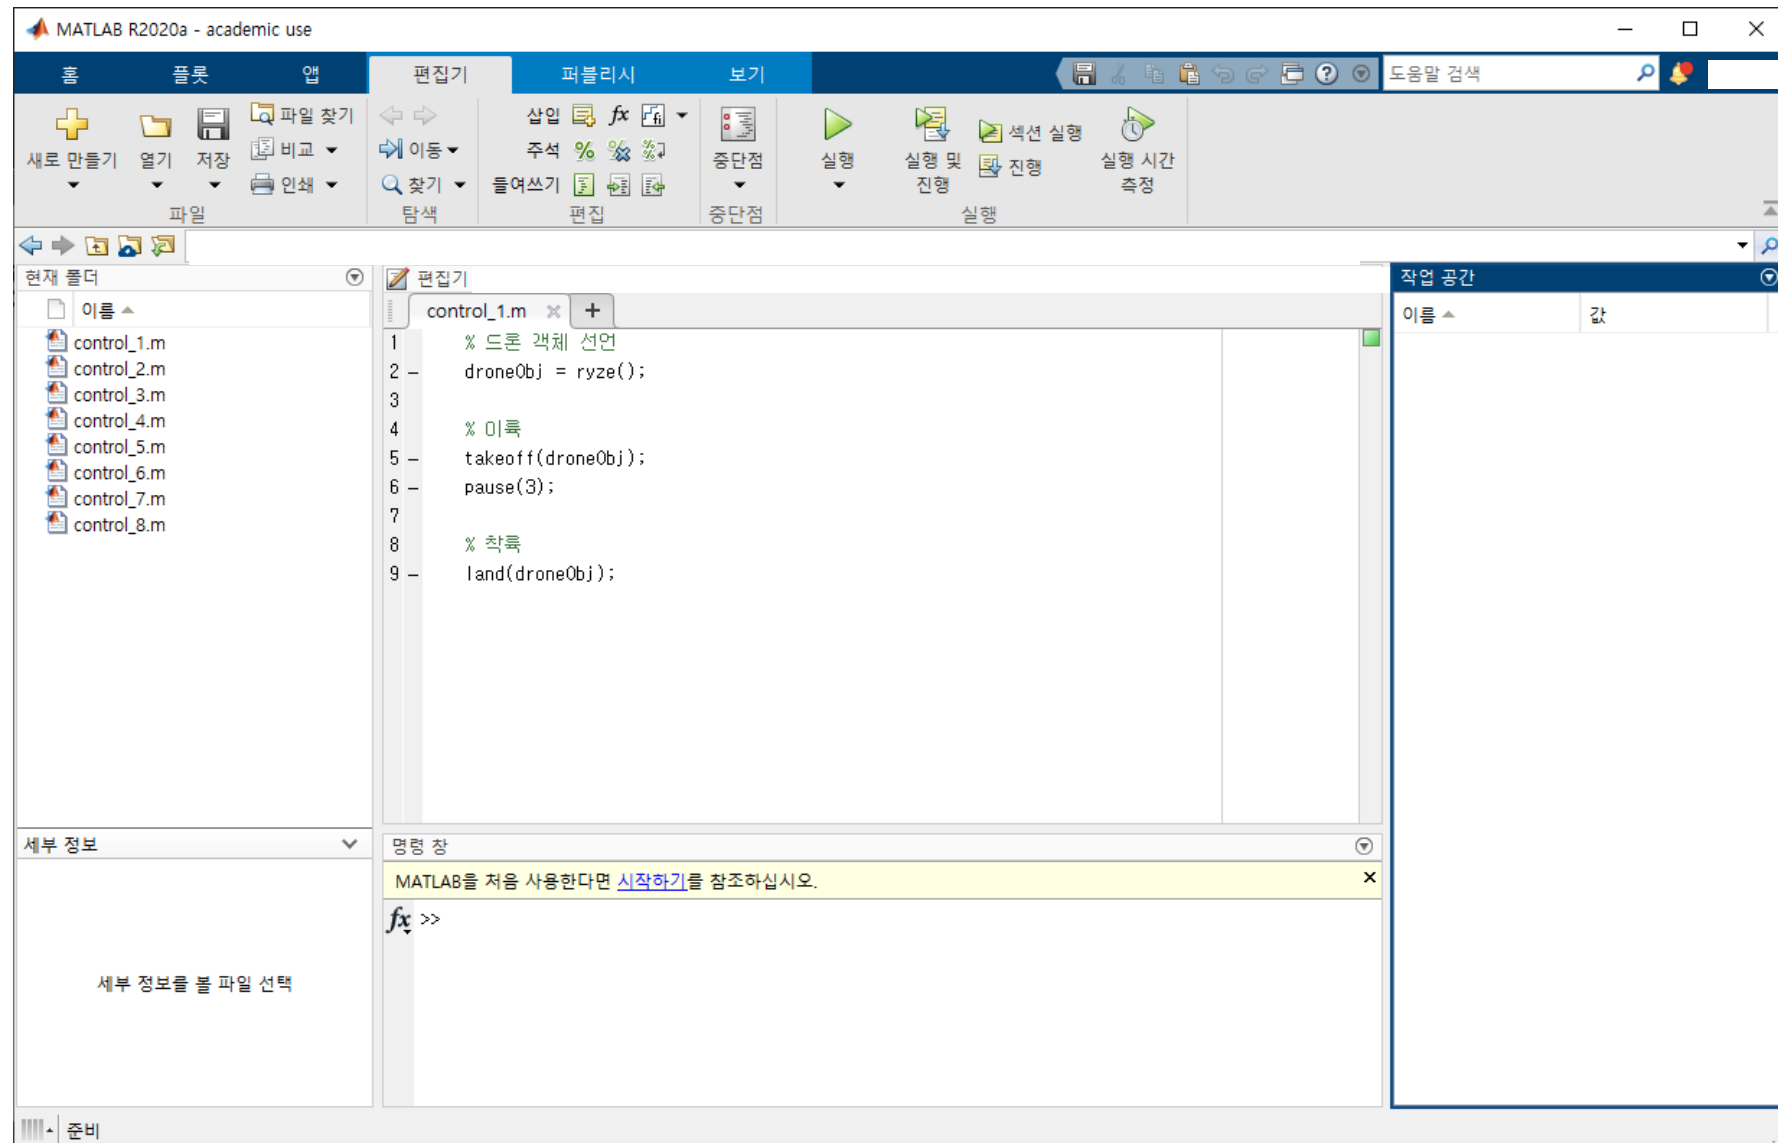 MATLAB R2020a - academic use
홈 플롯 앱 편집기 퍼블리시 보기 도움말 검색
새로 만들기 열기 저장 파일 찾기 비교 인쇄
파일
이동 찾기
탐색
삽입 fx fi
주석 % % %
들여쓰기
편집
중단점
중단점
실행 실행 및 진행 섹션 실행 진행 실행 시간 측정
실행
현재 폴더
이름
control_1.m
control_2.m
control_3.m
control_4.m
control_5.m
control_6.m
control_7.m
control_8.m
세부 정보
세부 정보를 볼 파일 선택
편집기
control_1.m +
1 % 드론 객체 선언
2 – droneObj = ryze();
3
4 % 이륙
5 – takeoff(droneObj);
6 – pause(3);
7
8 % 착륙
9 – land(droneObj);
명령 창
MATLAB을 처음 사용한다면 시작하기를 참조하십시오.
fx >>
작업 공간
이름 값
준비